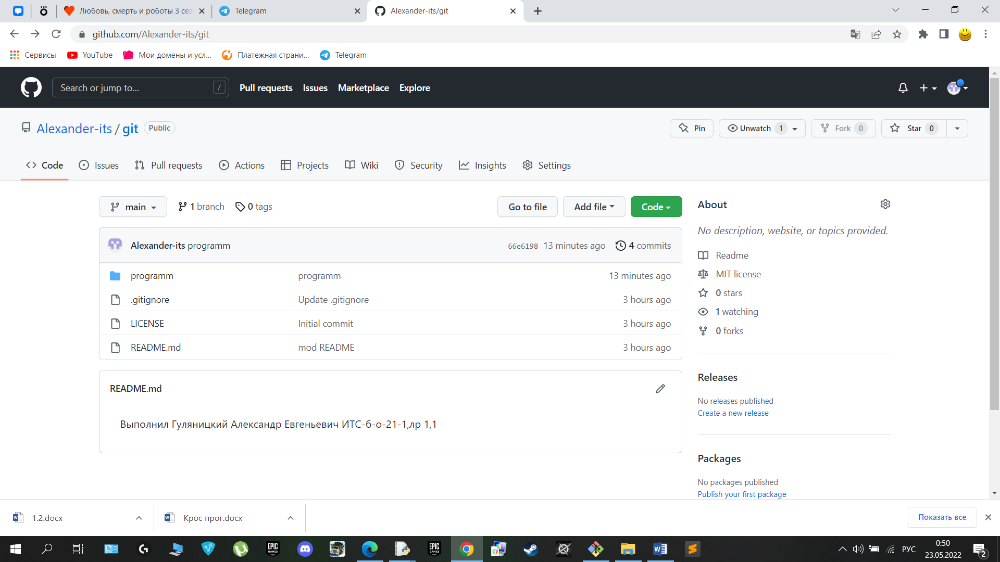 Любовь, смерть и роботы 3 сез
Telegram
Alexander-its/git
github.com/Alexander-its/git
Сервисы
YouTube
Мои домены и усл...
Платежная страни...
Telegram
Search or jump to...
/
Pull requests
Issues
Marketplace
Explore
Alexander-its / git
Public
Pin
Unwatch 1
Fork 0
Star 0
Code
Issues
Pull requests
Actions
Projects
Wiki
Security
Insights
Settings
main
1 branch
0 tags
Go to file
Add file
Code
Alexander-its programm
66e6198 13 minutes ago
4 commits
programm
programm
13 minutes ago
.gitignore
Update .gitignore
3 hours ago
LICENSE
Initial commit
3 hours ago
README.md
mod README
3 hours ago
README.md
Выполнил Гуляницкий Александр Евгеньевич ИТС-б-о-21-1,лр 1,1
About
No description, website, or topics provided.
Readme
MIT license
0 stars
1 watching
0 forks
Releases
No releases published
Create a new release
Packages
No packages published
Publish your first package
1.2.docx
Крос прог.docx
Показать все
EPIC GAMES
EPIC GAMES
РУС
0:50
23.05.2022
2